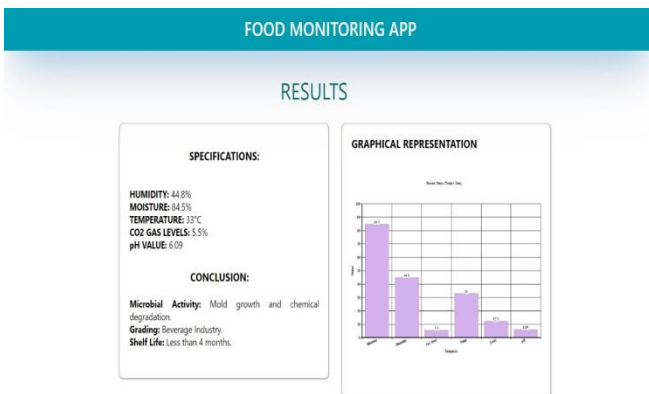 FOOD MONITORING APP
RESULTS
SPECIFICATIONS:
HUMIDITY: 44.8%
MOISTURE: 84.5%
TEMPERATURE: 33°C
CO2 GAS LEVELS: 5.5%
pH VALUE: 6.09
CONCLUSION:
Microbial Activity: Mold growth and chemical
degradation.
Grading: Beverage Industry.
Shelf Life: Less than 4 months.
GRAPHICAL REPRESENTATION